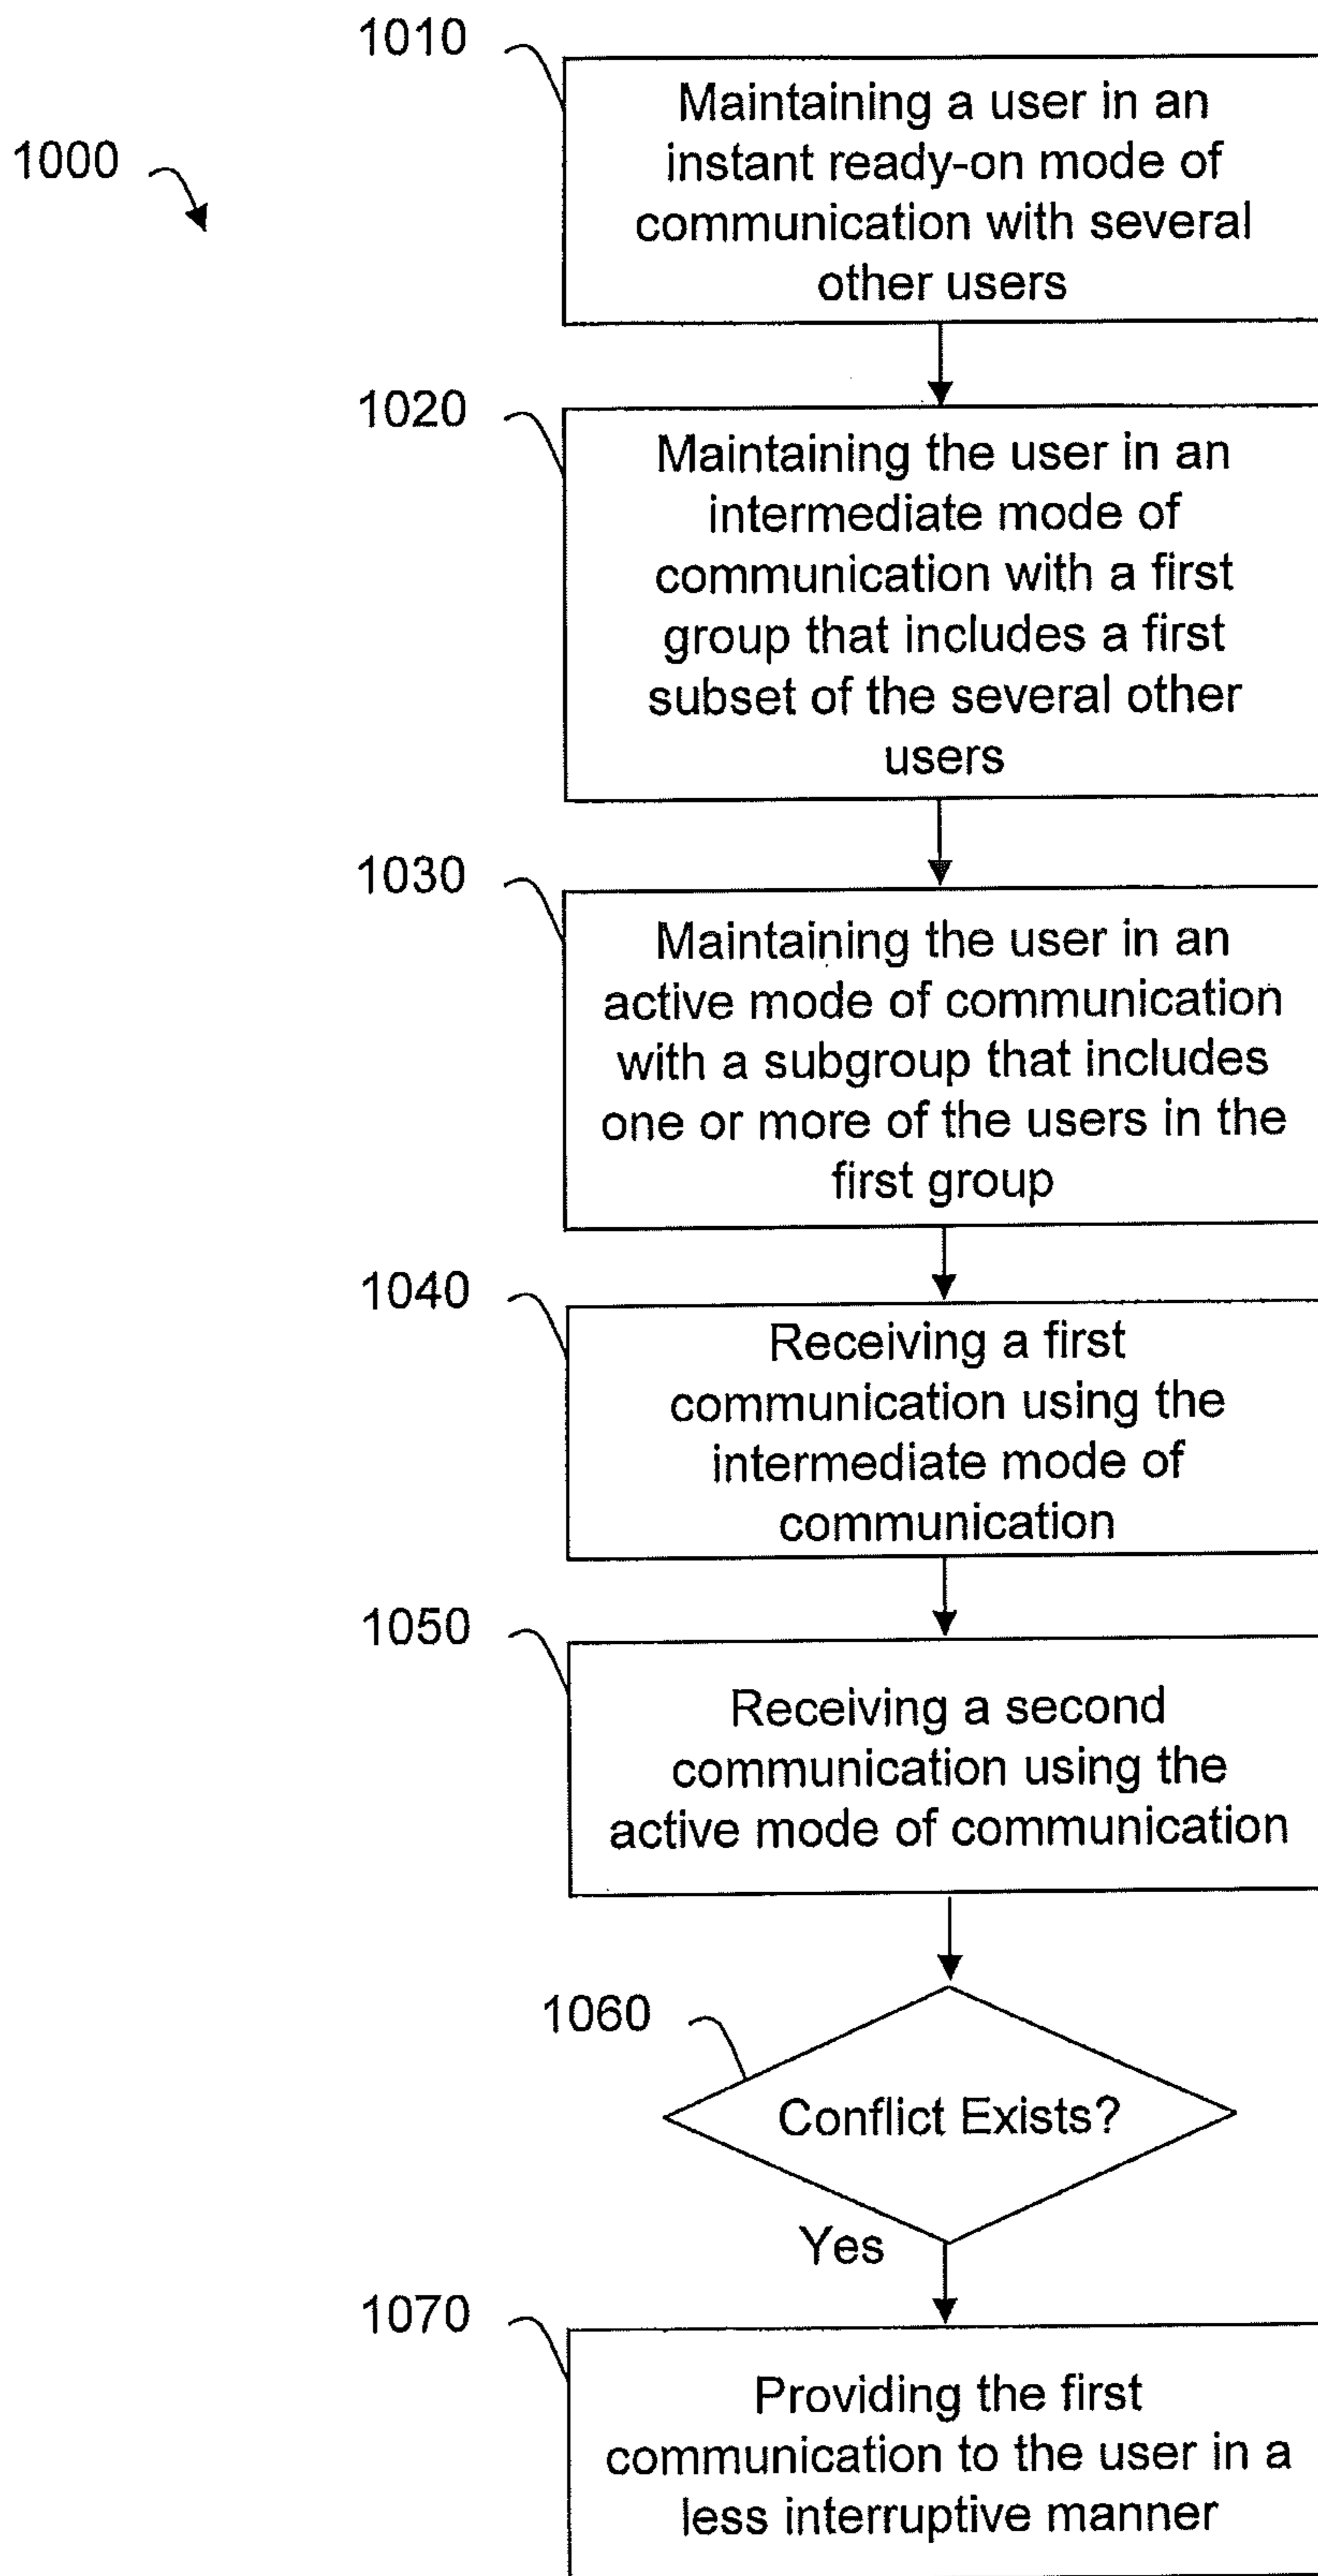 1000
1010
Maintaining a user in an
instant ready-on mode of
communication with several
other users
1020
Maintaining the user in an
intermediate mode of
communication with a first
group that includes a first
subset of the several other
users
1030
Maintaining the user in an
active mode of communication
with a subgroup that includes
one or more of the users in the
first group
1040
Receiving a first
communication using the
intermediate mode of
communication
1050
Receiving a second
communication using the
active mode of communication
1060
Conflict Exists?
Yes
1070
Providing the first
communication to the user in a
less interruptive manner